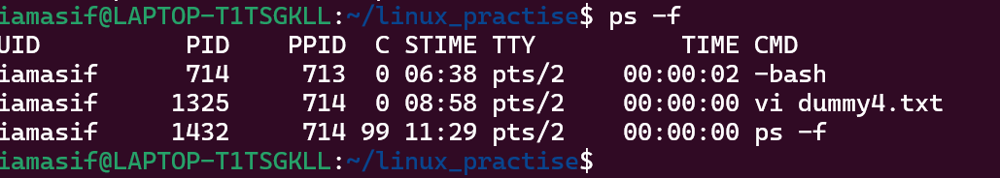 iamasif@LAPTOP-T1TSGKLL:~/linux_practise$ ps -f
UID          PID    PPID  C STIME TTY          TIME CMD
iamasif      714     713  0 06:38 pts/2    00:00:02 -bash
iamasif     1325     714  0 08:58 pts/2    00:00:00 vi dummy4.txt
iamasif     1432     714 99 11:29 pts/2    00:00:00 ps -f
iamasif@LAPTOP-T1TSGKLL:~/linux_practise$